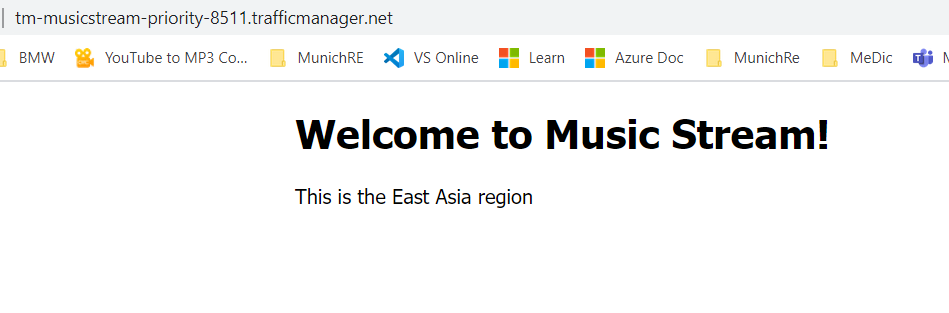 tm-musicstream-priority-8511.trafficmanager.net
BMW YouTube to MP3 Co... MunichRE VS Online Learn Azure Doc MunichRe MeDic
Welcome to Music Stream!
This is the East Asia region